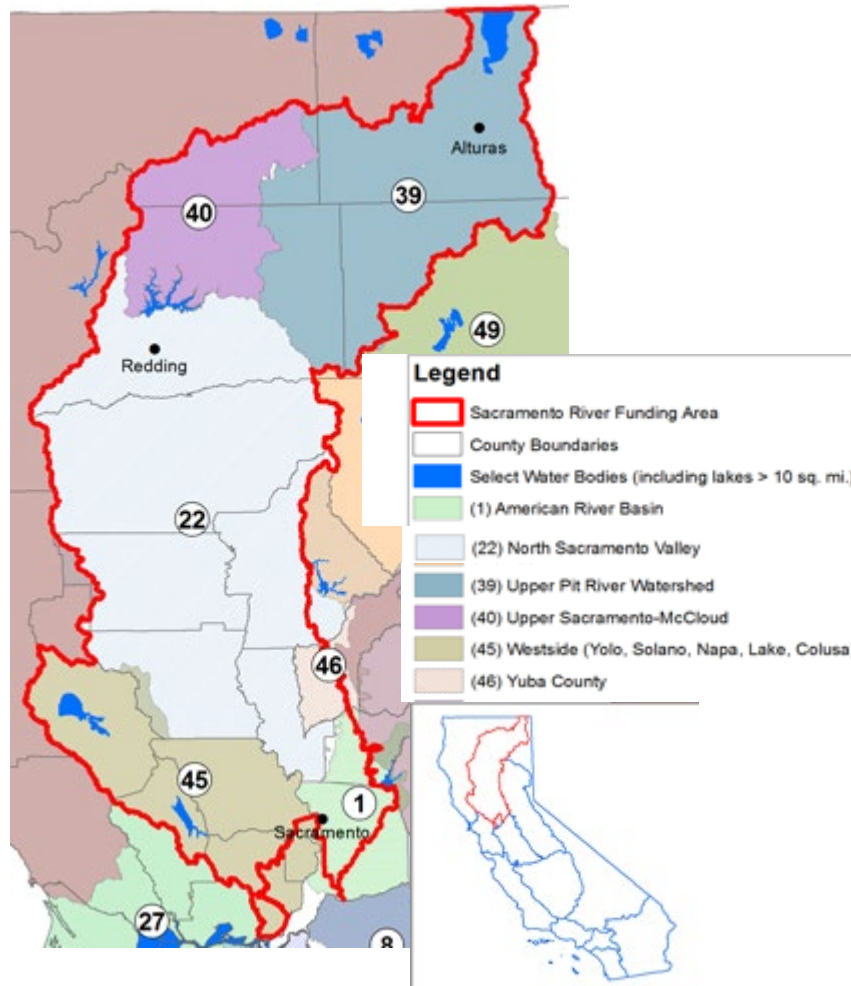 Alturas
40
39
49
Redding
22
46
45
1
Sacramento
27
8
Legend
Sacramento River Funding Area
County Boundaries
Select Water Bodies (including lakes > 10 sq. mi.)
(1) American River Basin
(22) North Sacramento Valley
(39) Upper Pit River Watershed
(40) Upper Sacramento-McCloud
(45) Westside (Yolo, Solano, Napa, Lake, Colusa
(46) Yuba County